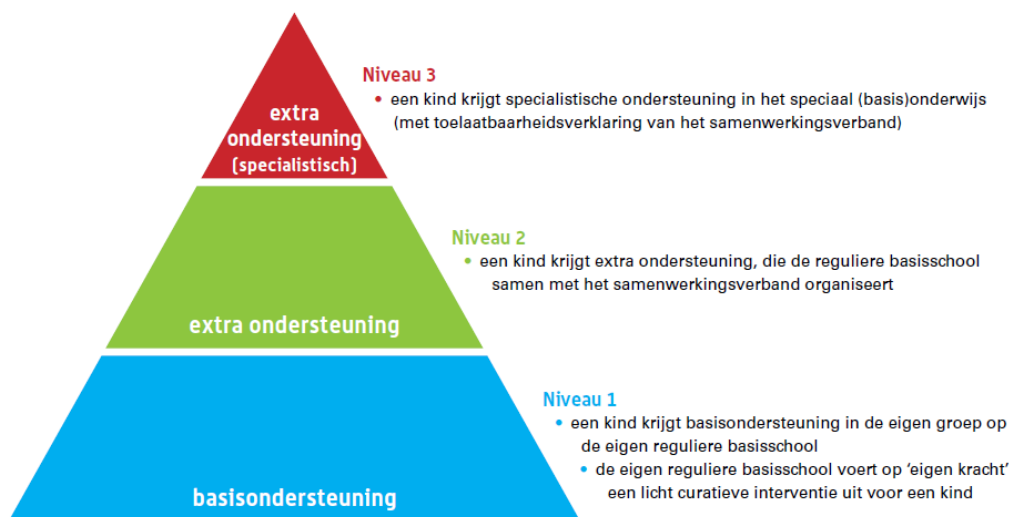 Niveau 3
• een kind krijgt specialistische ondersteuning in het speciaal (basis)onderwijs
(met toelaatbaarheidsverklaring van het samenwerkingsverband)
extra
ondersteuning
(specialistisch)
Niveau 2
• een kind krijgt extra ondersteuning, die de reguliere basisschool
samen met het samenwerkingsverband organiseert
extra ondersteuning
Niveau 1
• een kind krijgt basisondersteuning in de eigen groep op
de eigen reguliere basisschool
• de eigen reguliere basisschool voert op ‘eigen kracht’
een licht curatieve interventie uit voor een kind
basisondersteuning